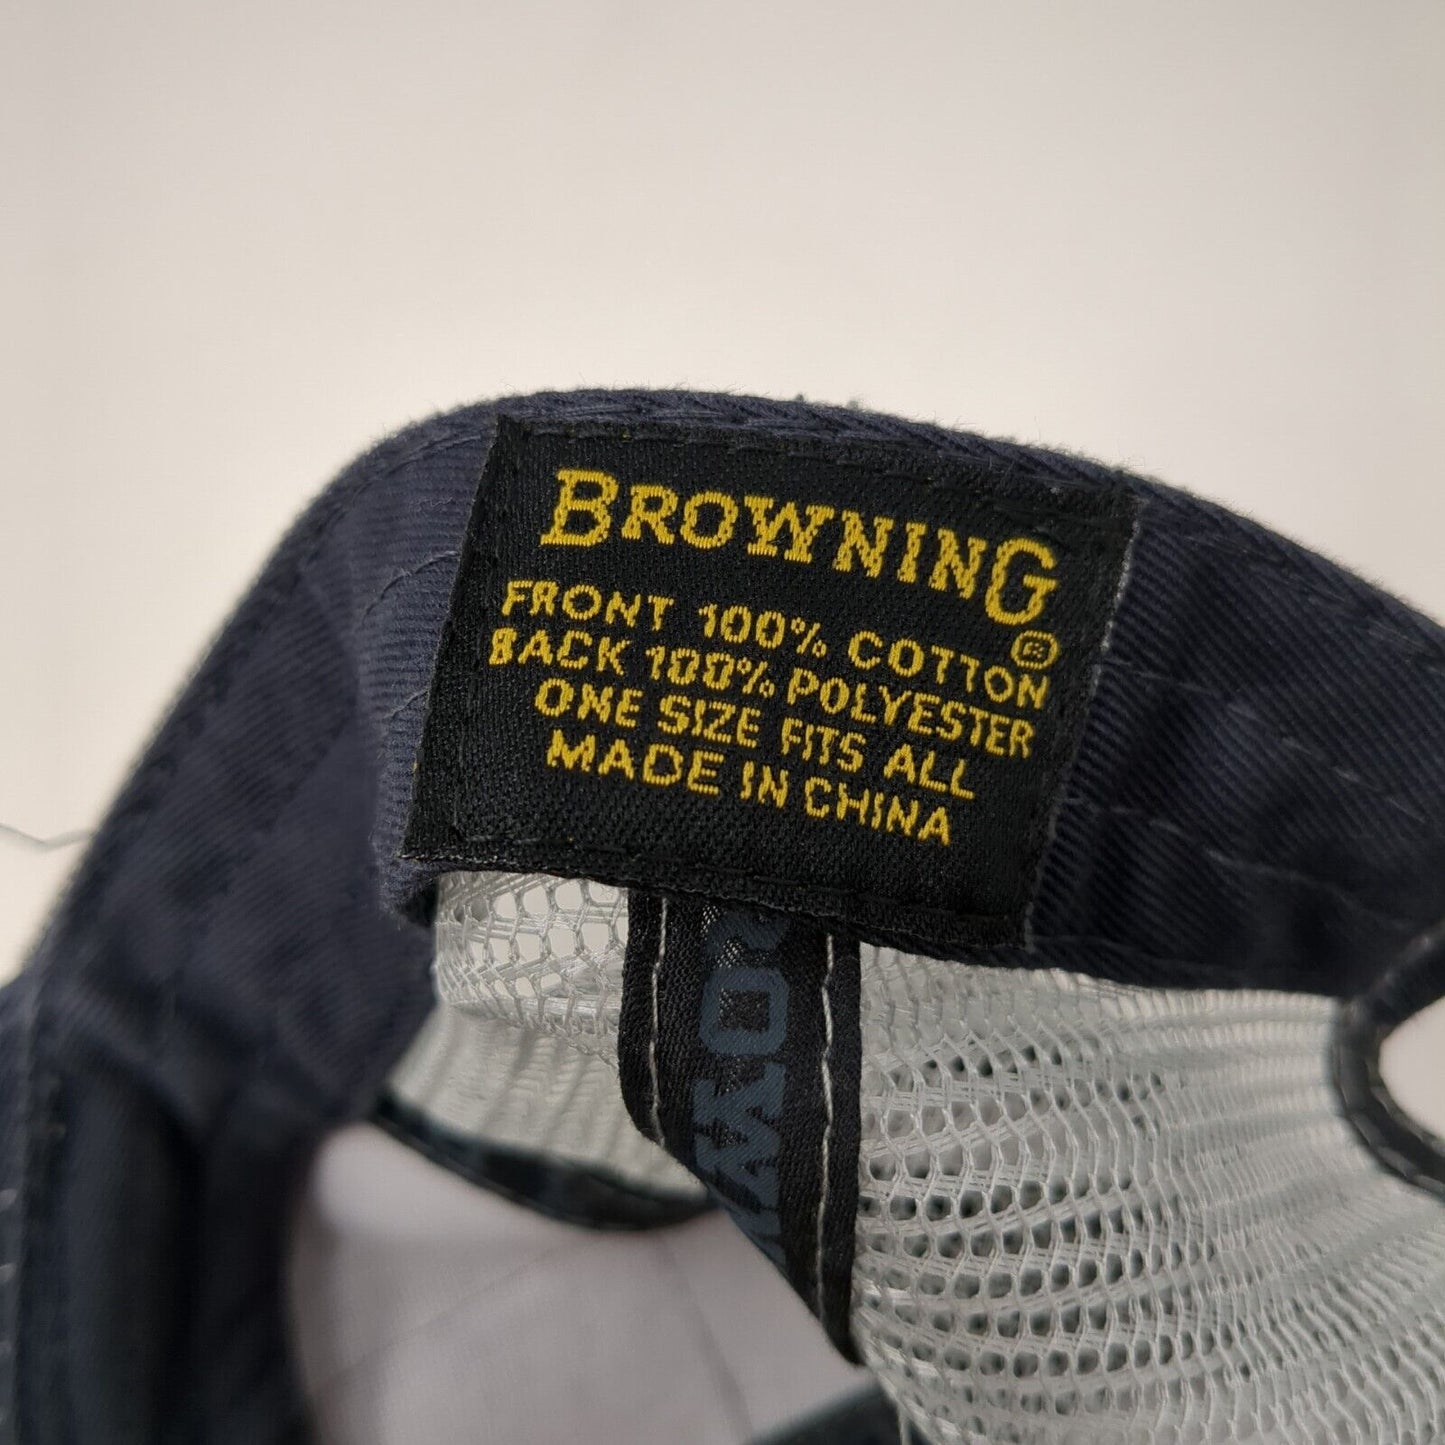 BROWNING
®
FRONT 100% COTTON
BACK 100% POLYESTER
ONE SIZE FITS ALL
MADE IN CHINA